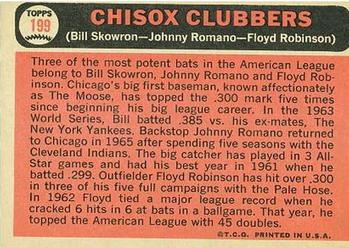 TOPPS
199
CHISOX CLUBBERS
(Bill Skowron—Johnny Romano—Floyd Robinson)
Three of the most potent bats in the American League
belong to Bill Skowron, Johnny Romano and Floyd Rob-
inson. Chicago's big first baseman, known affectionately
as The Moose, has topped the .300 mark five times
since beginning his big league career. In the 1963
World Series, Bill batted .385 vs. his ex-mates, The
New York Yankees. Backstop Johnny Romano returned
to Chicago in 1965 after spending five seasons with the
Cleveland Indians. The big catcher has played in 3 All-
Star games and had his best year in 1961 when he
batted .299. Outfielder Floyd Robinson has hit over .300
in three of his five full campaigns with the Pale Hose.
In 1962 Floyd tied a major league record when he
cracked 6 hits in 6 at bats in a ballgame. That year, he
topped the American League with 45 doubles.
©T.C.G. PRINTED IN U.S.A.